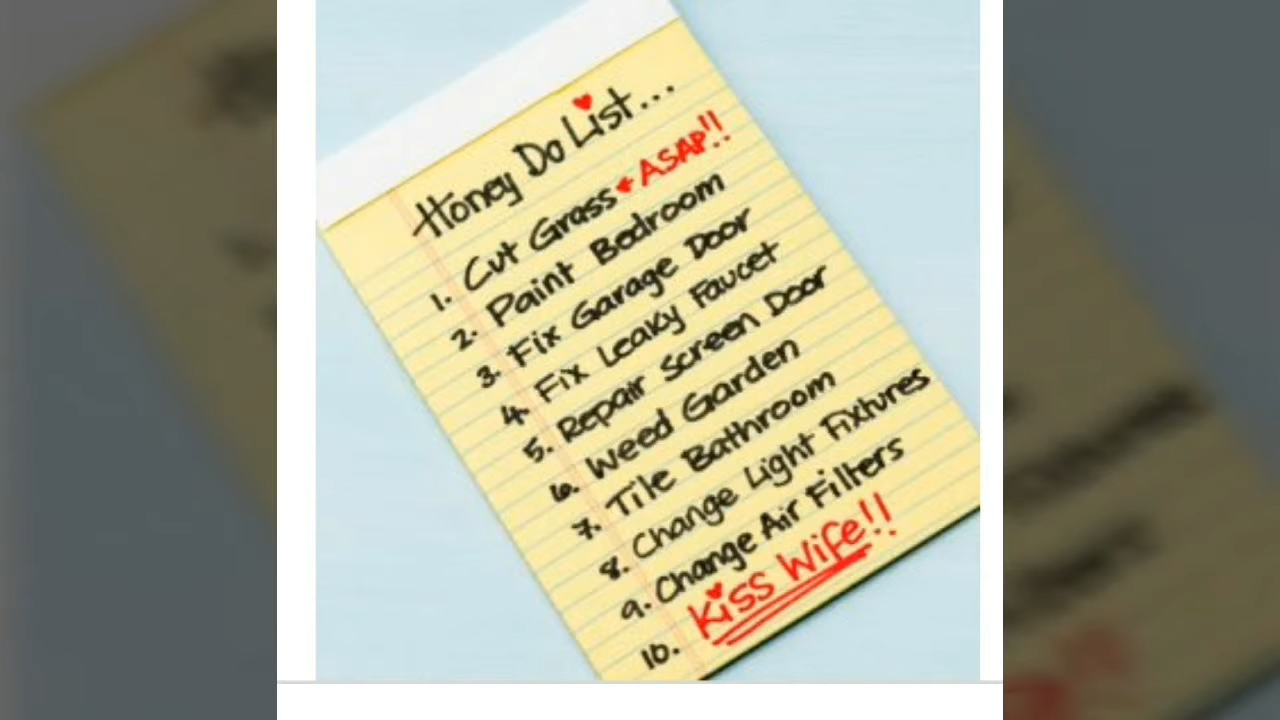 Honey Do List...
1. Cut Grass ASAP!!
2. Paint Bedroom
3. Fix Garage Door
4. Fix Leaky Faucet
5. Repair Screen Door
6. Weed Garden
7. Tile Bathroom
8. Change Light Fixtures
9. Change Air Filters
10. Kiss Wife!!